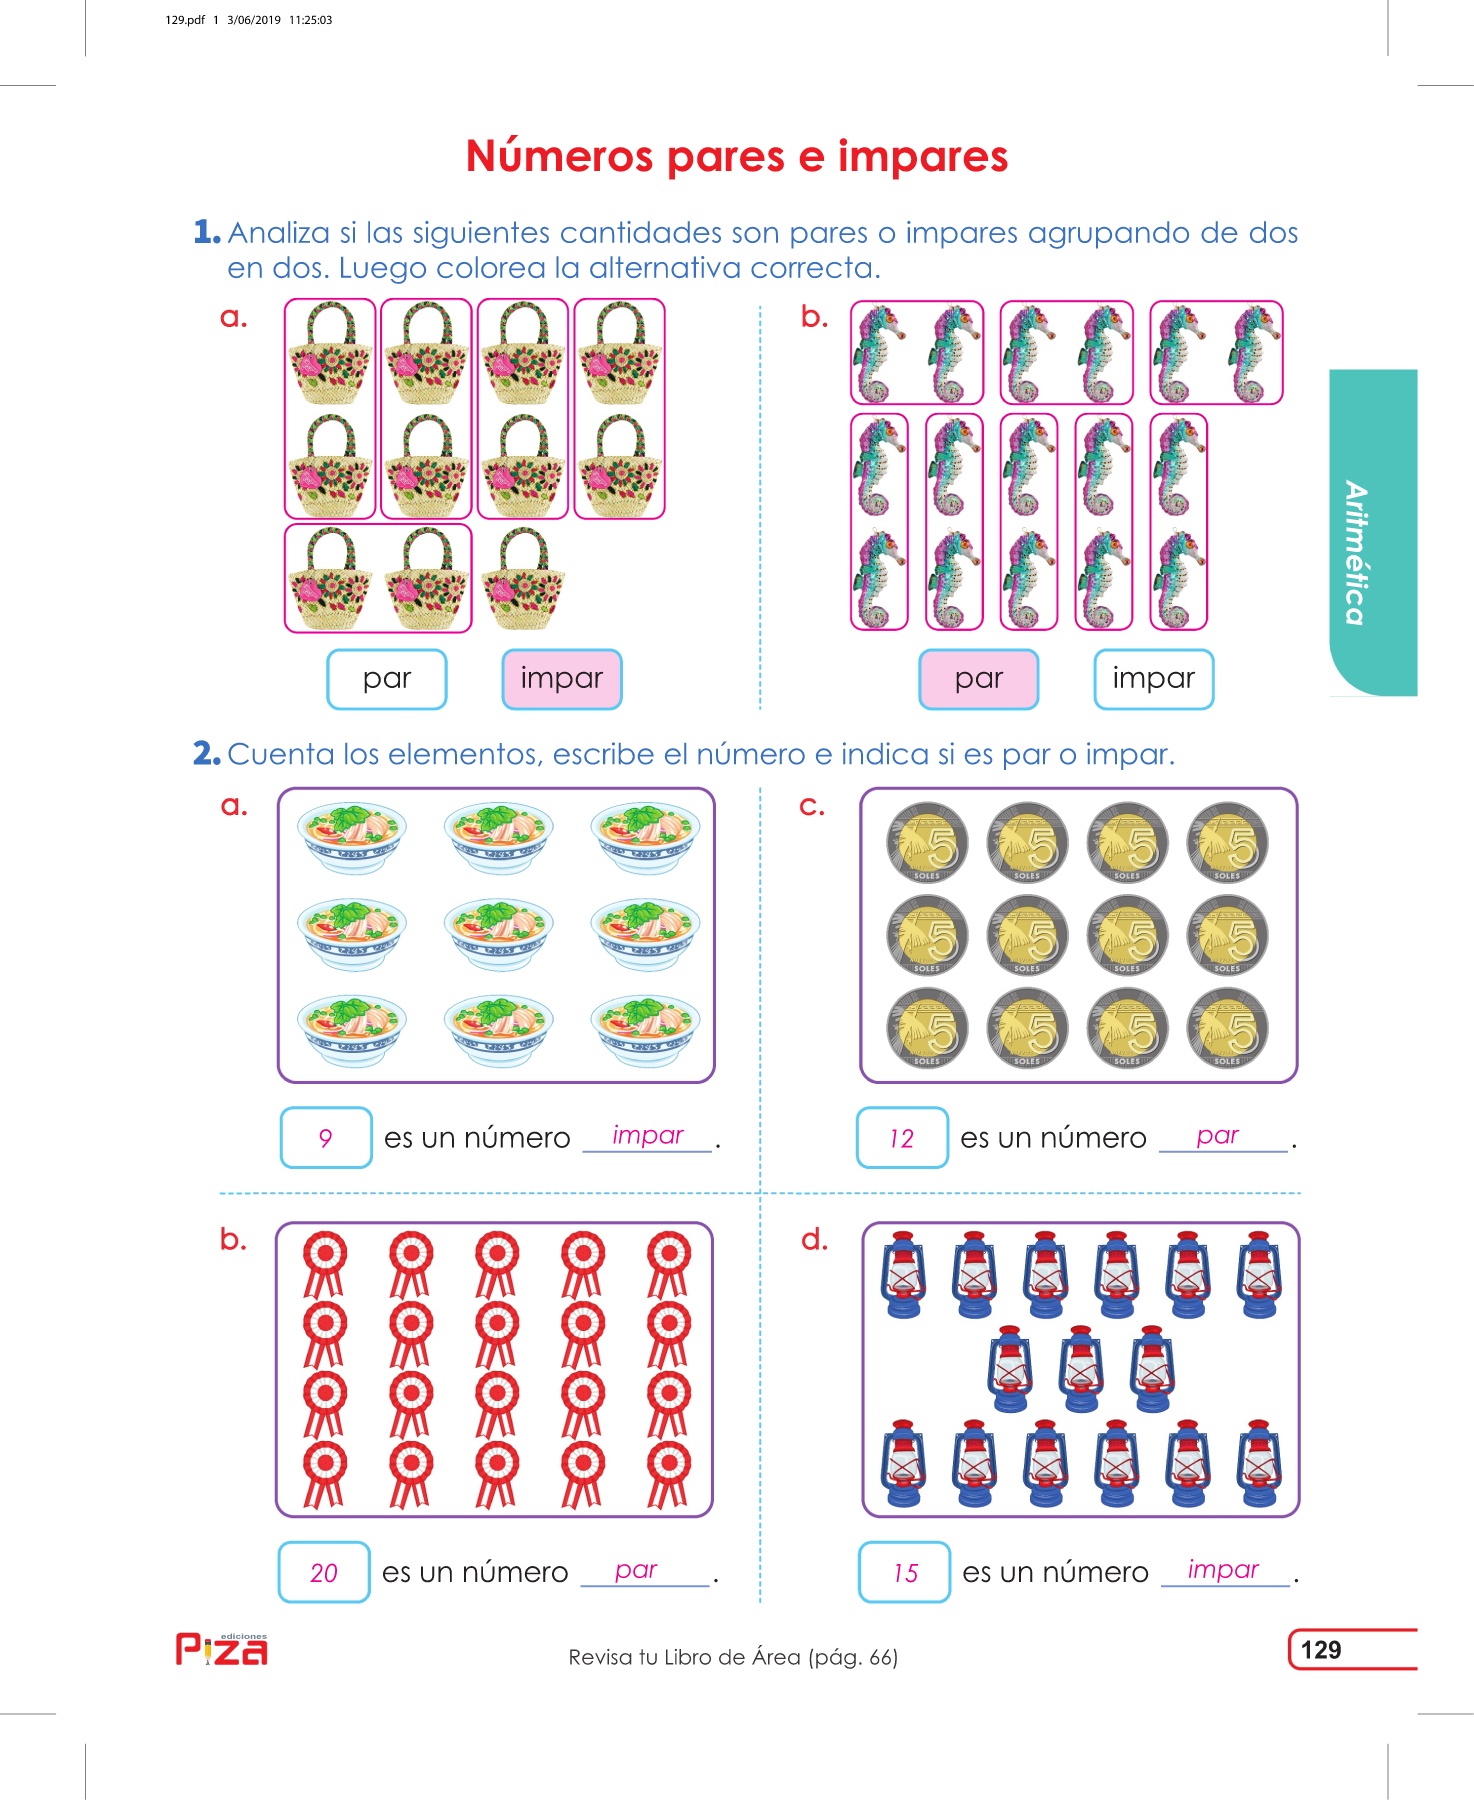 129.pdf 1 3/06/2019 11:25:03
Números pares e impares
1. Analiza si las siguientes cantidades son pares o impares agrupando de dos
en dos. Luego colorea la alternativa correcta.
a.
b.
par impar
par impar
Aritmética
2. Cuenta los elementos, escribe el número e indica si es par o impar.
a.
c.
5 SOLES 5 SOLES 5 SOLES 5 SOLES
5 SOLES 5 SOLES 5 SOLES 5 SOLES
5 SOLES 5 SOLES 5 SOLES 5 SOLES
9 es un número impar.
12 es un número par.
b.
d.
20 es un número par.
15 es un número impar.
ediciones
Piza
Revisa tu Libro de Área (pág. 66)
129